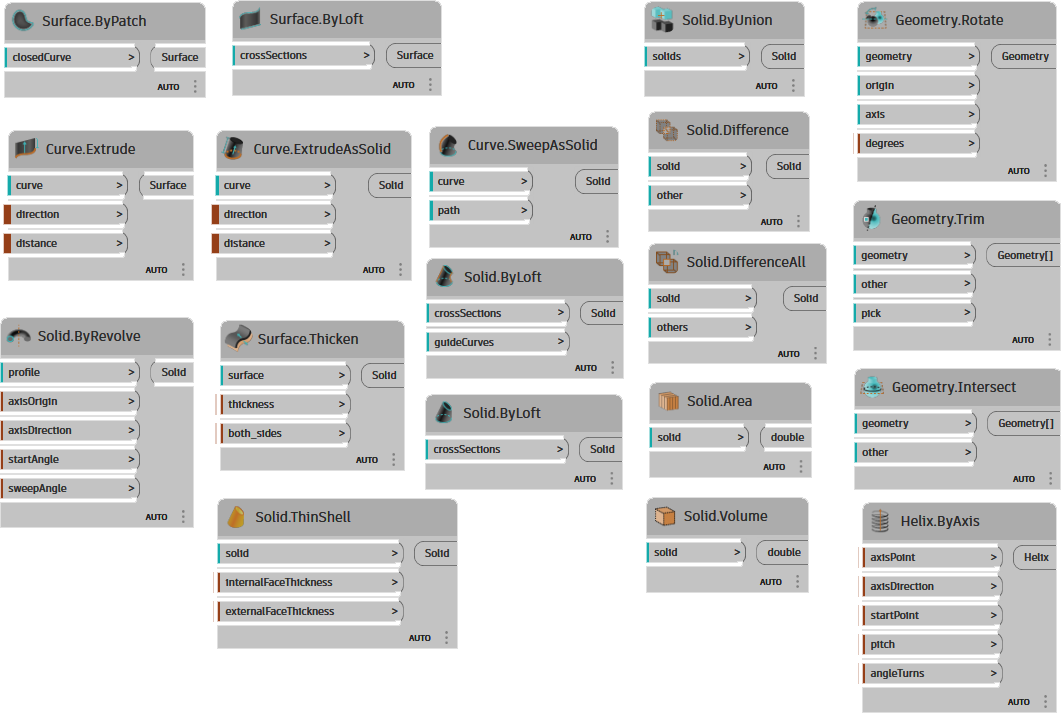 Surface.ByPatch
closedCurve > Surface
AUTO
Surface.ByLoft
crossSections > Surface
AUTO
Solid.ByUnion
solids > Solid
AUTO
Geometry.Rotate
geometry > Geometry
origin >
axis >
degrees >
AUTO
Curve.Extrude
curve > Surface
direction >
distance >
AUTO
Curve.ExtrudeAsSolid
curve > Solid
direction >
distance >
AUTO
Curve.SweepAsSolid
curve > Solid
path >
AUTO
Solid.Difference
solid > Solid
other >
AUTO
Geometry.Trim
geometry > Geometry[]
other >
pick >
AUTO
Solid.ByLoft
crossSections > Solid
guideCurves >
AUTO
Solid.DifferenceAll
solid > Solid
others >
AUTO
Solid.ByRevolve
profile > Solid
axisOrigin >
axisDirection >
startAngle >
sweepAngle >
AUTO
Surface.Thicken
surface > Solid
thickness >
both_sides >
AUTO
Solid.ByLoft
crossSections > Solid
AUTO
Solid.Area
solid > double
AUTO
Geometry.Intersect
geometry > Geometry[]
other >
AUTO
Solid.ThinShell
solid > Solid
internalFaceThickness >
externalFaceThickness >
AUTO
Solid.Volume
solid > double
AUTO
Helix.ByAxis
axisPoint > Helix
axisDirection >
startPoint >
pitch >
angleTurns >
AUTO